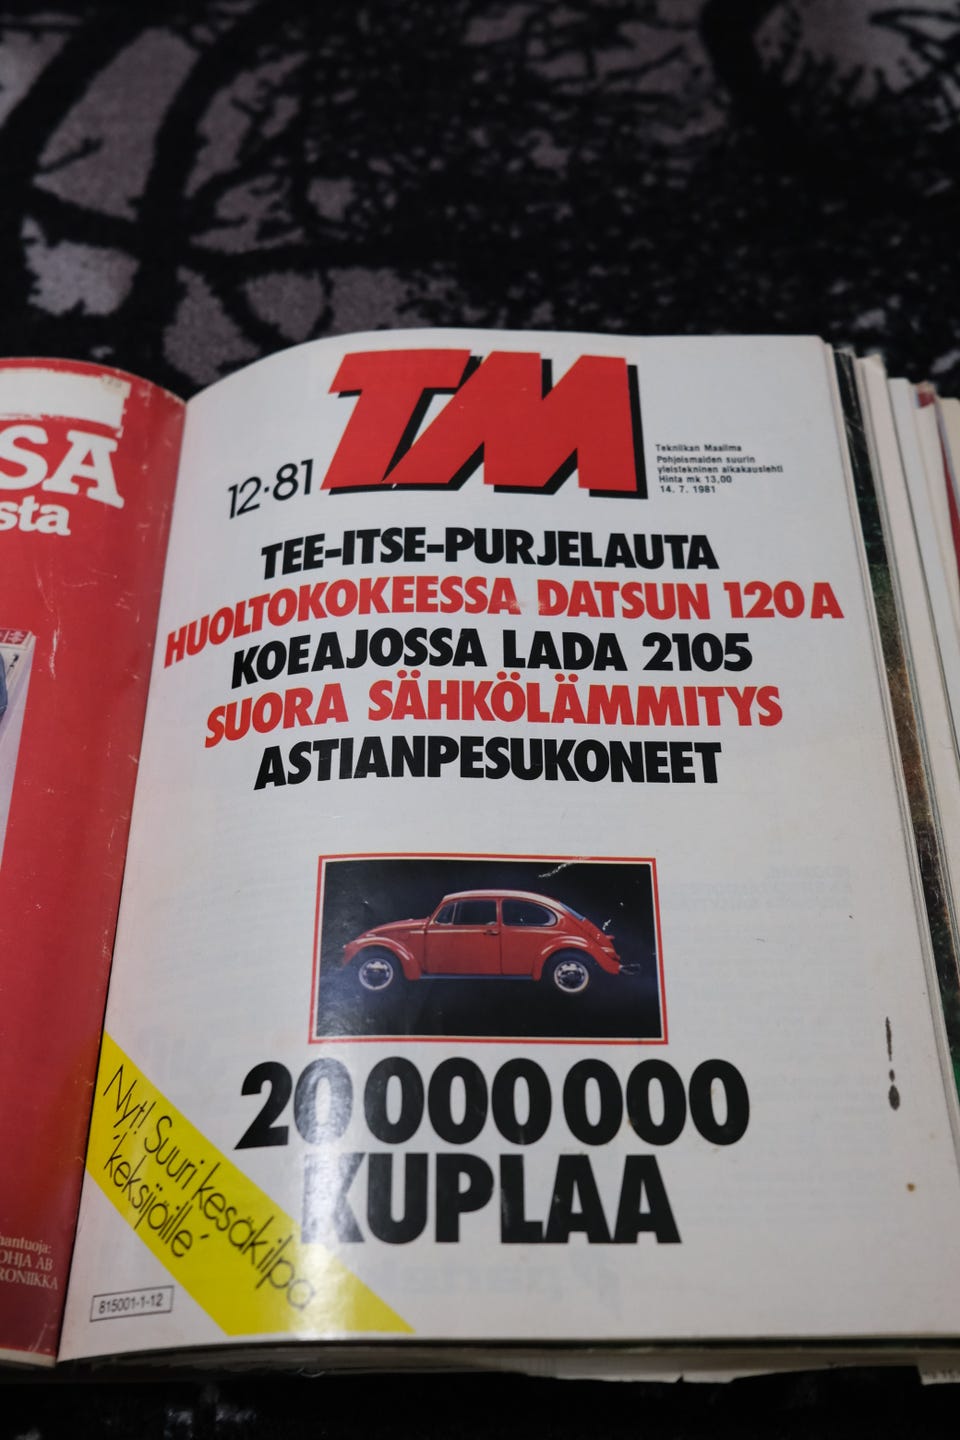 SA
sta
hantuoja:
OHJA AB
RONIIKKA
TM
12·81
Tekniikan Maailma
Pohjoismaiden suurin
yleistekninen aikakauslehti
Hinta mk 13,00
14. 7. 1981
TEE-ITSE-PURJELAUTA
HUOLTOKOKEESSA DATSUN 120A
KOEAJOSSA LADA 2105
SUORA SÄHKÖLÄMMITYS
ASTIANPESUKONEET
20 000 000
KUPLAA
Nyt! Suuri kesäkilpa
'keksijöille'
815001-1-12